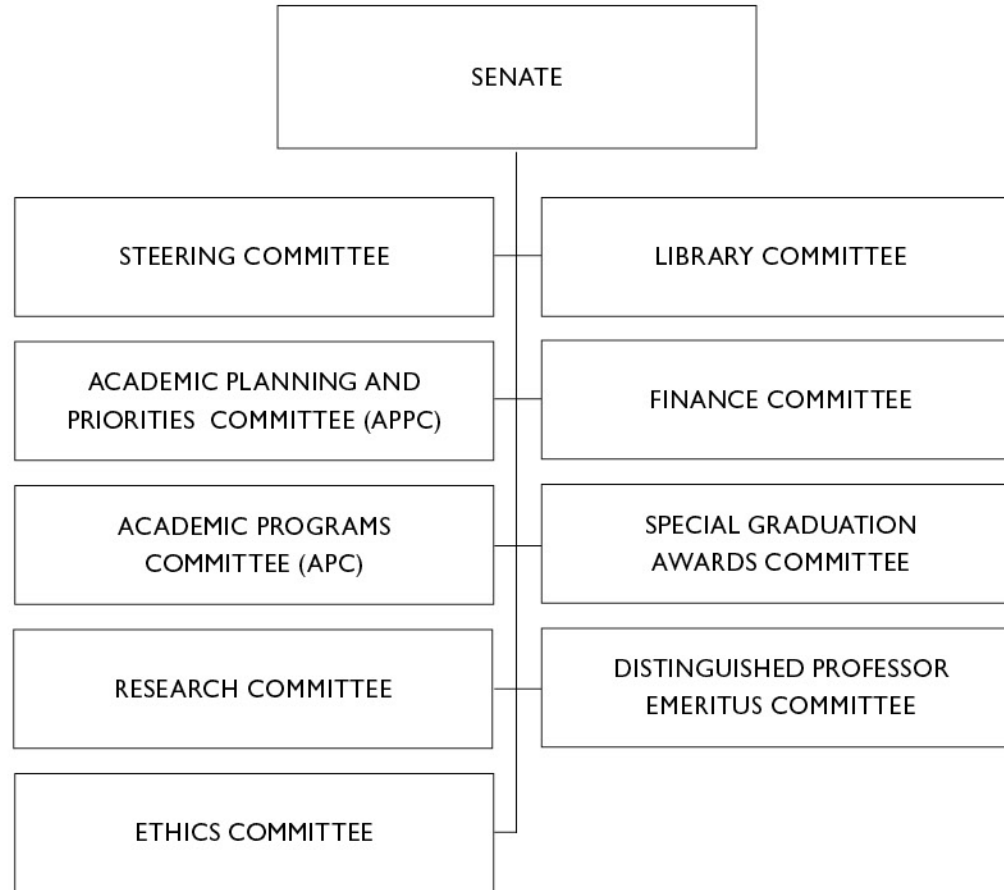 SENATE
STEERING COMMITTEE
LIBRARY COMMITTEE
ACADEMIC PLANNING AND
PRIORITIES COMMITTEE (APPC)
FINANCE COMMITTEE
ACADEMIC PROGRAMS
COMMITTEE (APC)
SPECIAL GRADUATION
AWARDS COMMITTEE
RESEARCH COMMITTEE
DISTINGUISHED PROFESSOR
EMERITUS COMMITTEE
ETHICS COMMITTEE